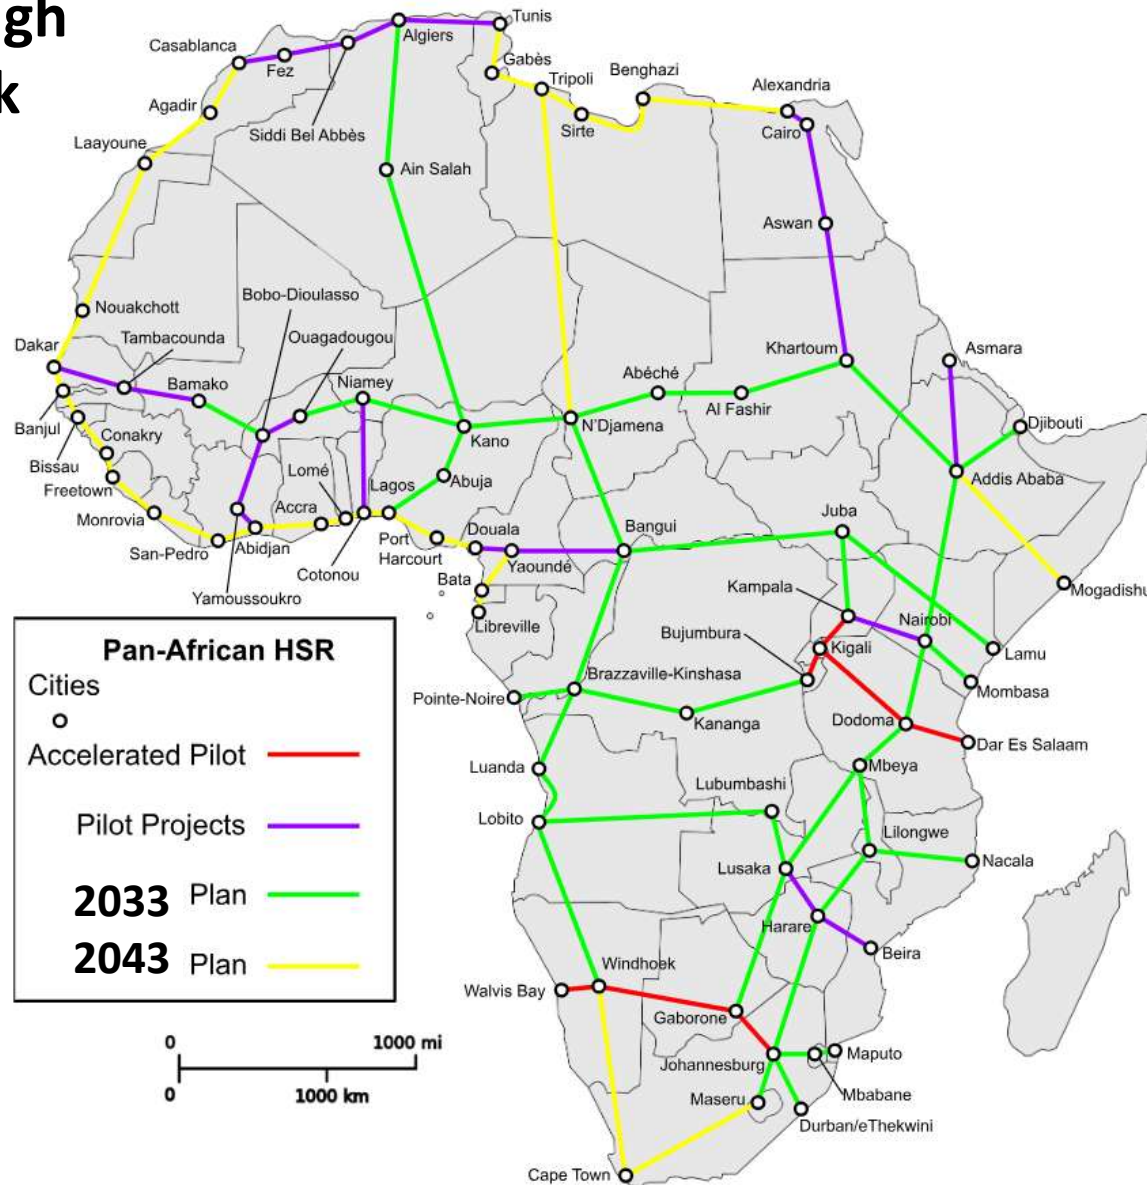 gh
k
Tunis
Algiers
Casablanca
Fez
Gabès
Tripoli
Benghazi
Alexandria
Agadir
Siddi Bel Abbès
Sirte
Cairo
Laayoune
Ain Salah
Aswan
Nouakchott
Bobo-Dioulasso
Tambacounda
Ouagadougou
Dakar
Khartoum
Asmara
Bamako
Niamey
Abéché
Al Fashir
Banjul
Conakry
Kano
N'Djamena
Djibouti
Bissau
Freetown
Lomé
Lagos
Abuja
Addis Ababa
Monrovia
Accra
Douala
Bangui
Juba
San-Pedro
Abidjan
Port
Harcourt
Yaoundé
Cotonou
Bata
Kampala
Mogadishu
Yamoussoukro
Libreville
Nairobi
Bujumbura
Kigali
Lamu
Pan-African HSR
Cities
Accelerated Pilot
Pilot Projects
2033 Plan
2043 Plan
Brazzaville-Kinshasa
Pointe-Noire
Mombasa
Kananga
Dodoma
Dar Es Salaam
Luanda
Mbeya
Lubumbashi
Lobito
Lilongwe
Lusaka
Nacala
Harare
Beira
Windhoek
Walvis Bay
Gaborone
0
1000 mi
0
1000 km
Johannesburg
Maputo
Mbabane
Maseru
Durban/eThekwini
Cape Town